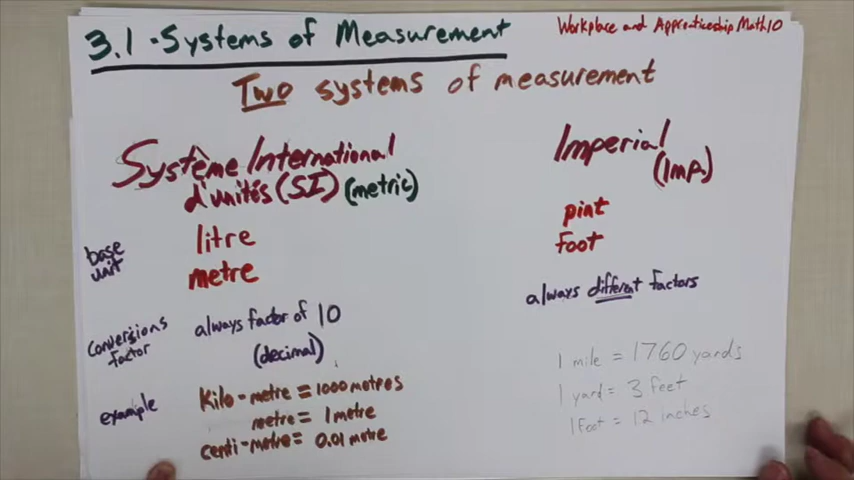 3.1 - Systems of Measurement
Workplace and Apprenticeship Math 10
Two systems of measurement
Système International
d'unités (SI) (metric)
Imperial
(Imp.)
base
unit
litre
metre
pint
foot
conversions
factor
always factor of 10
(decimal)
always different factors
example
Kilo-metre = 1000 metres
metre = 1 metre
centi-metre = 0.01 metre
1 mile = 1760 yards
1 yard = 3 feet
1 foot = 12 inches